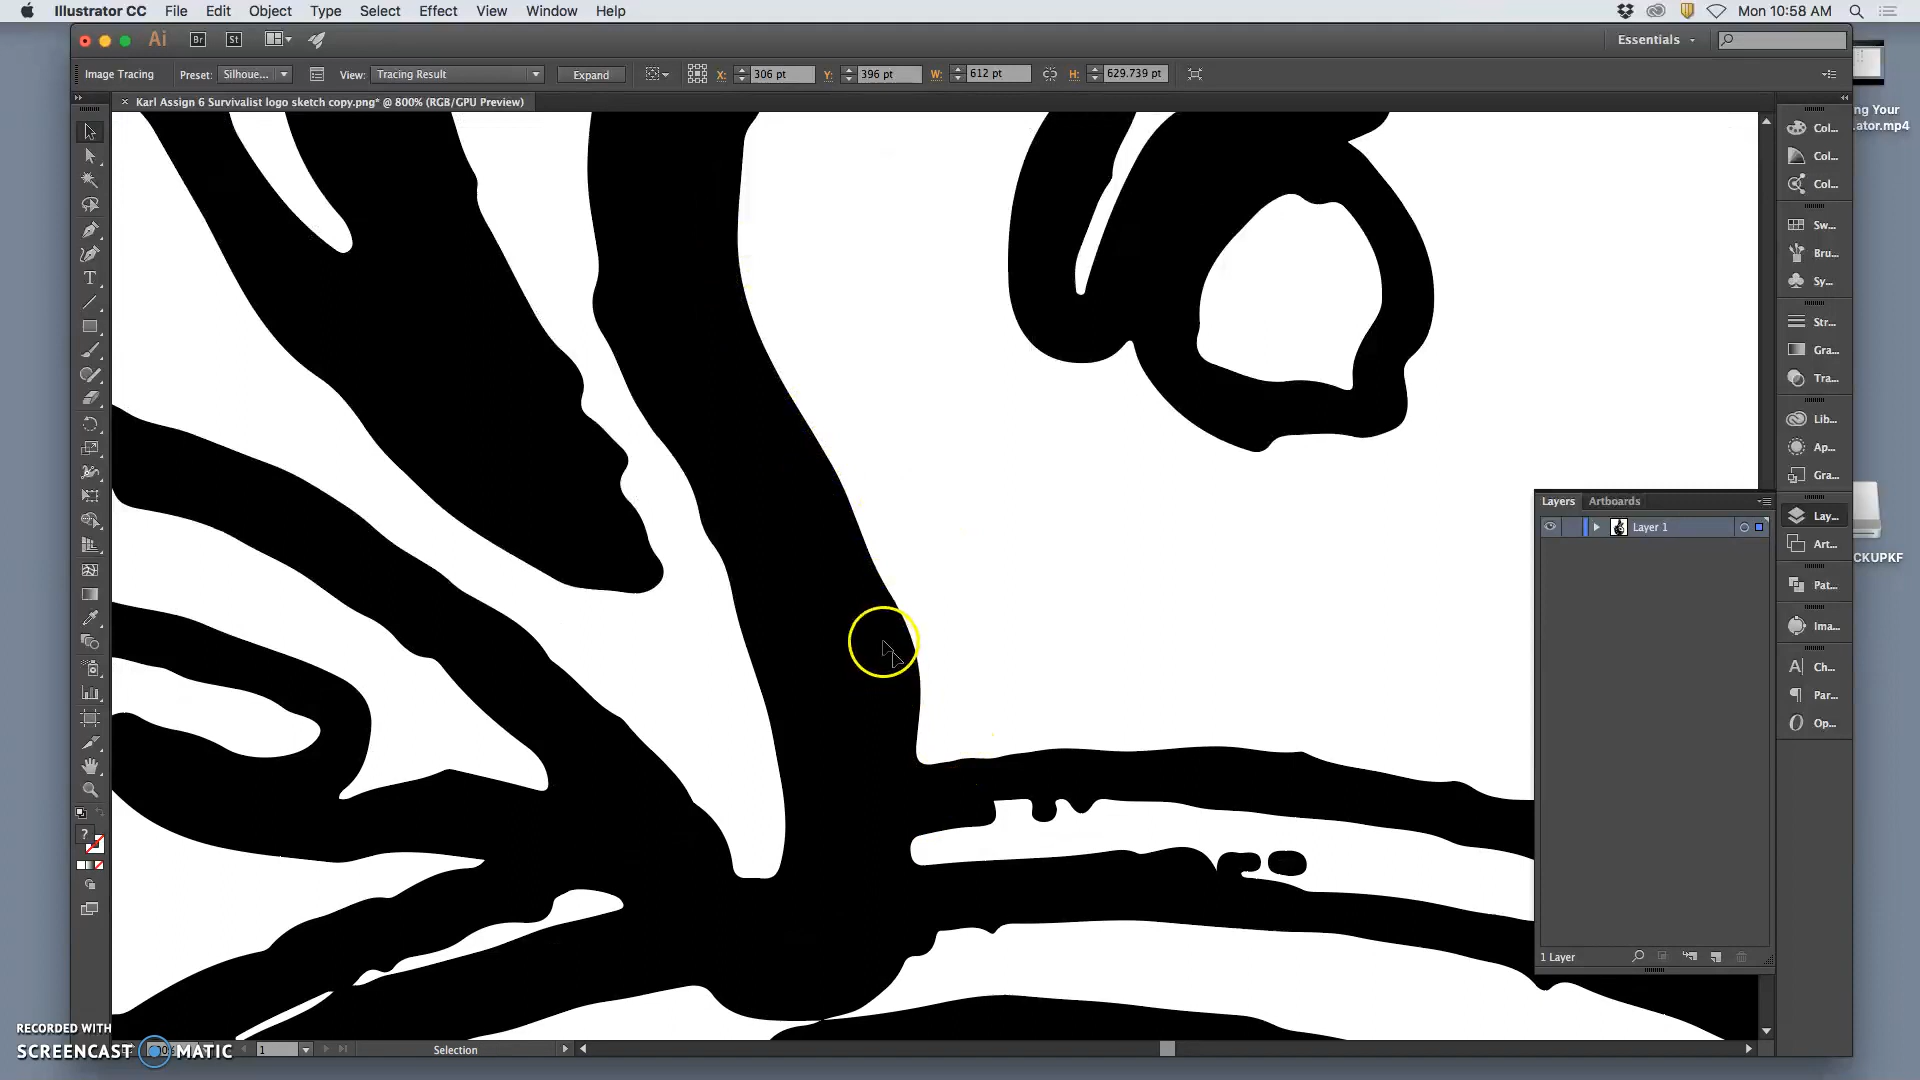 Illustrator CC File Edit Object Type Select Effect View Window Help Mon 10:58 AM
Ai Br St Essentials
Image Tracing Preset: Silhoue... View: Tracing Result Expand X: 306 pt Y: 396 pt W: 612 pt H: 629.739 pt
× Karl Assign 6 Survivalist logo sketch copy.png* @ 800% (RGB/GPU Preview)
ng Your
.ator.mp4
Col...
Col...
Col...
Sw...
Bru...
Sy...
Str...
Gra...
Tra...
Lib...
Ap...
Gra...
Layers Artboards
Layer 1
Lay...
Art...
CKUPKF
Pat...
Ima...
Ch...
Par...
Op...
T
?
1 Layer
RECORDED WITH
SCREENCAST MATIC
1 Selection